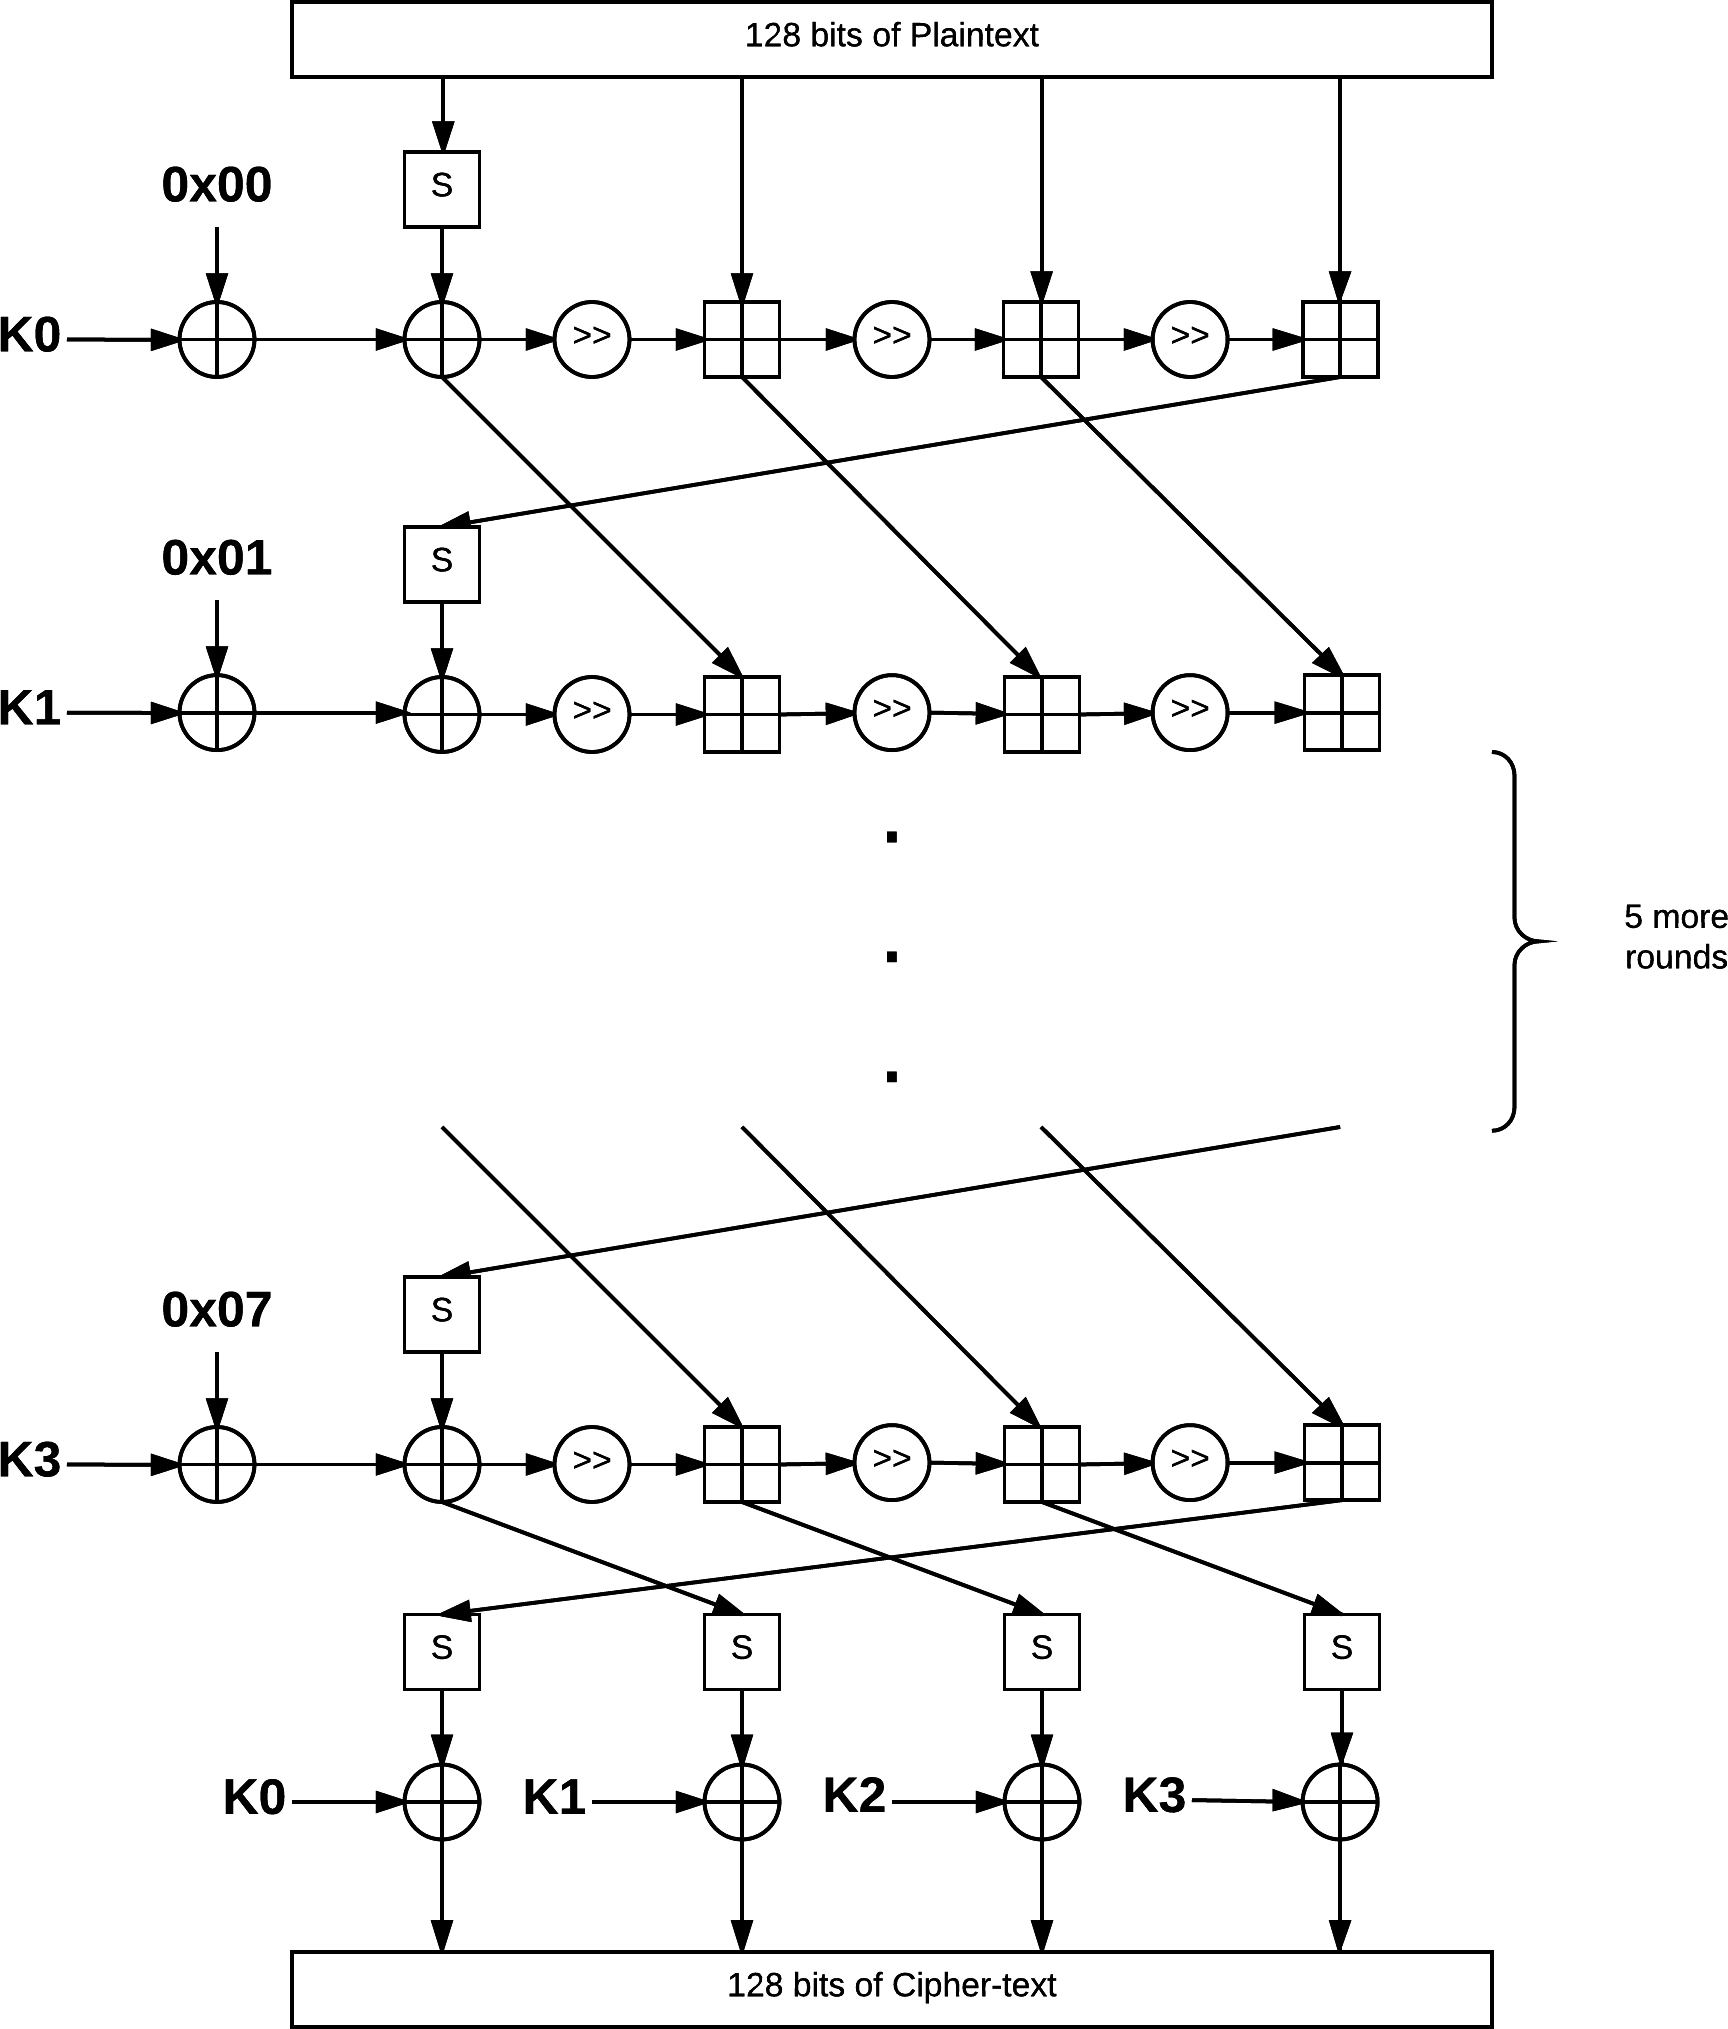 128 bits of Plaintext
0x00
S
K0
>>
>>
>>
0x01
S
K1
>>
>>
>>
5 more
rounds
0x07
S
K3
>>
>>
>>
S
S
S
S
K0
K1
K2
K3
128 bits of Cipher-text